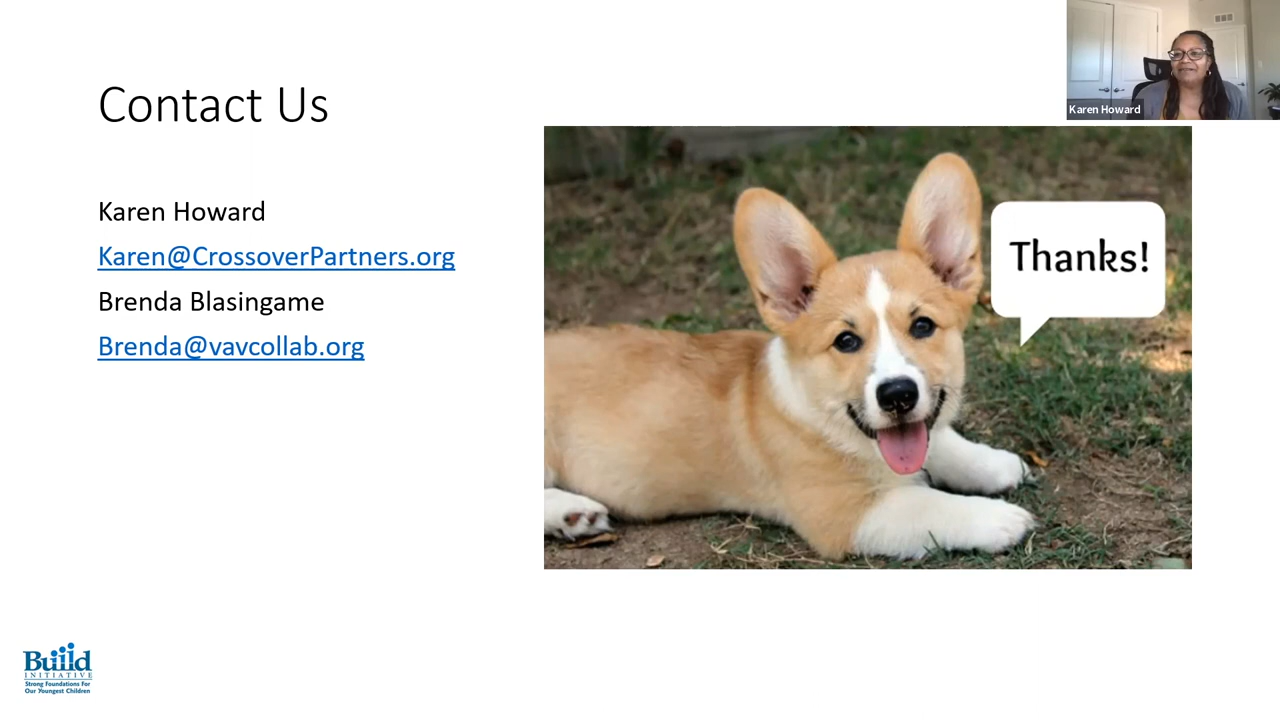 Contact Us
Karen Howard
Karen Howard
Karen@CrossoverPartners.org
Brenda Blasingame
Brenda@vavcollab.org
Thanks!
Build
INITIATIVE
Strong Foundations For
Our Youngest Children